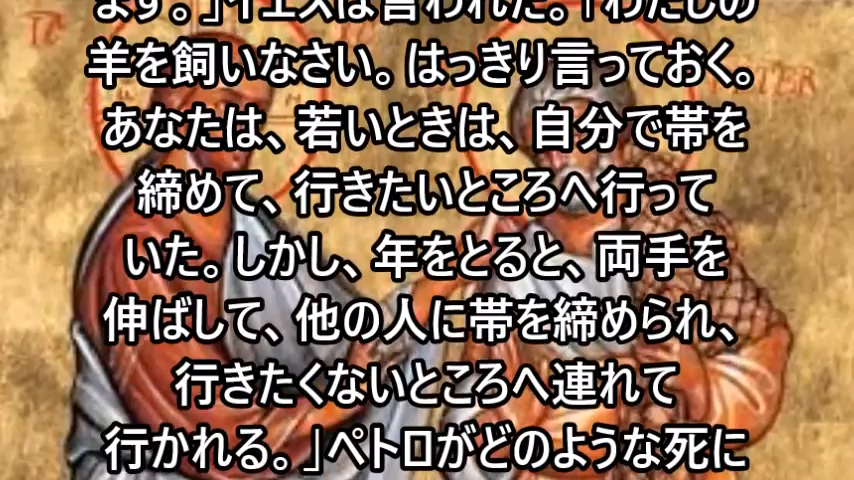 ます。」イエスは言われた。「わたしの
羊を飼いなさい。はっきり言っておく。
あなたは、若いときは、自分で帯を
締めて、行きたいところへ行って
いた。しかし、年をとると、両手を
伸ばして、他の人に帯を締められ、
行きたくないところへ連れて
行かれる。」ペトロがどのような死に